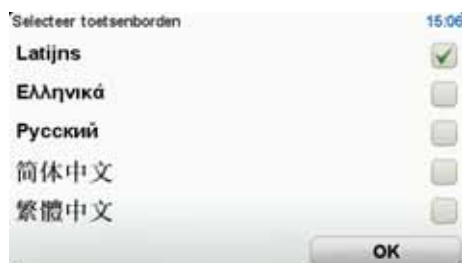 Selecteer toetsenborden 15:06
Latijns
Ελληνικά
Русский
简体中文
繁體中文
OK